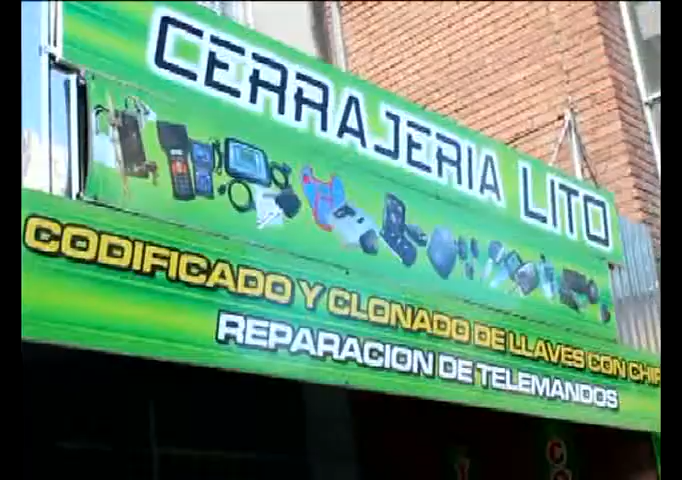 CERRAJERIA LITO
CODIFICADO Y CLONADO DE LLAVES CON CHIP
REPARACION DE TELEMANDOS